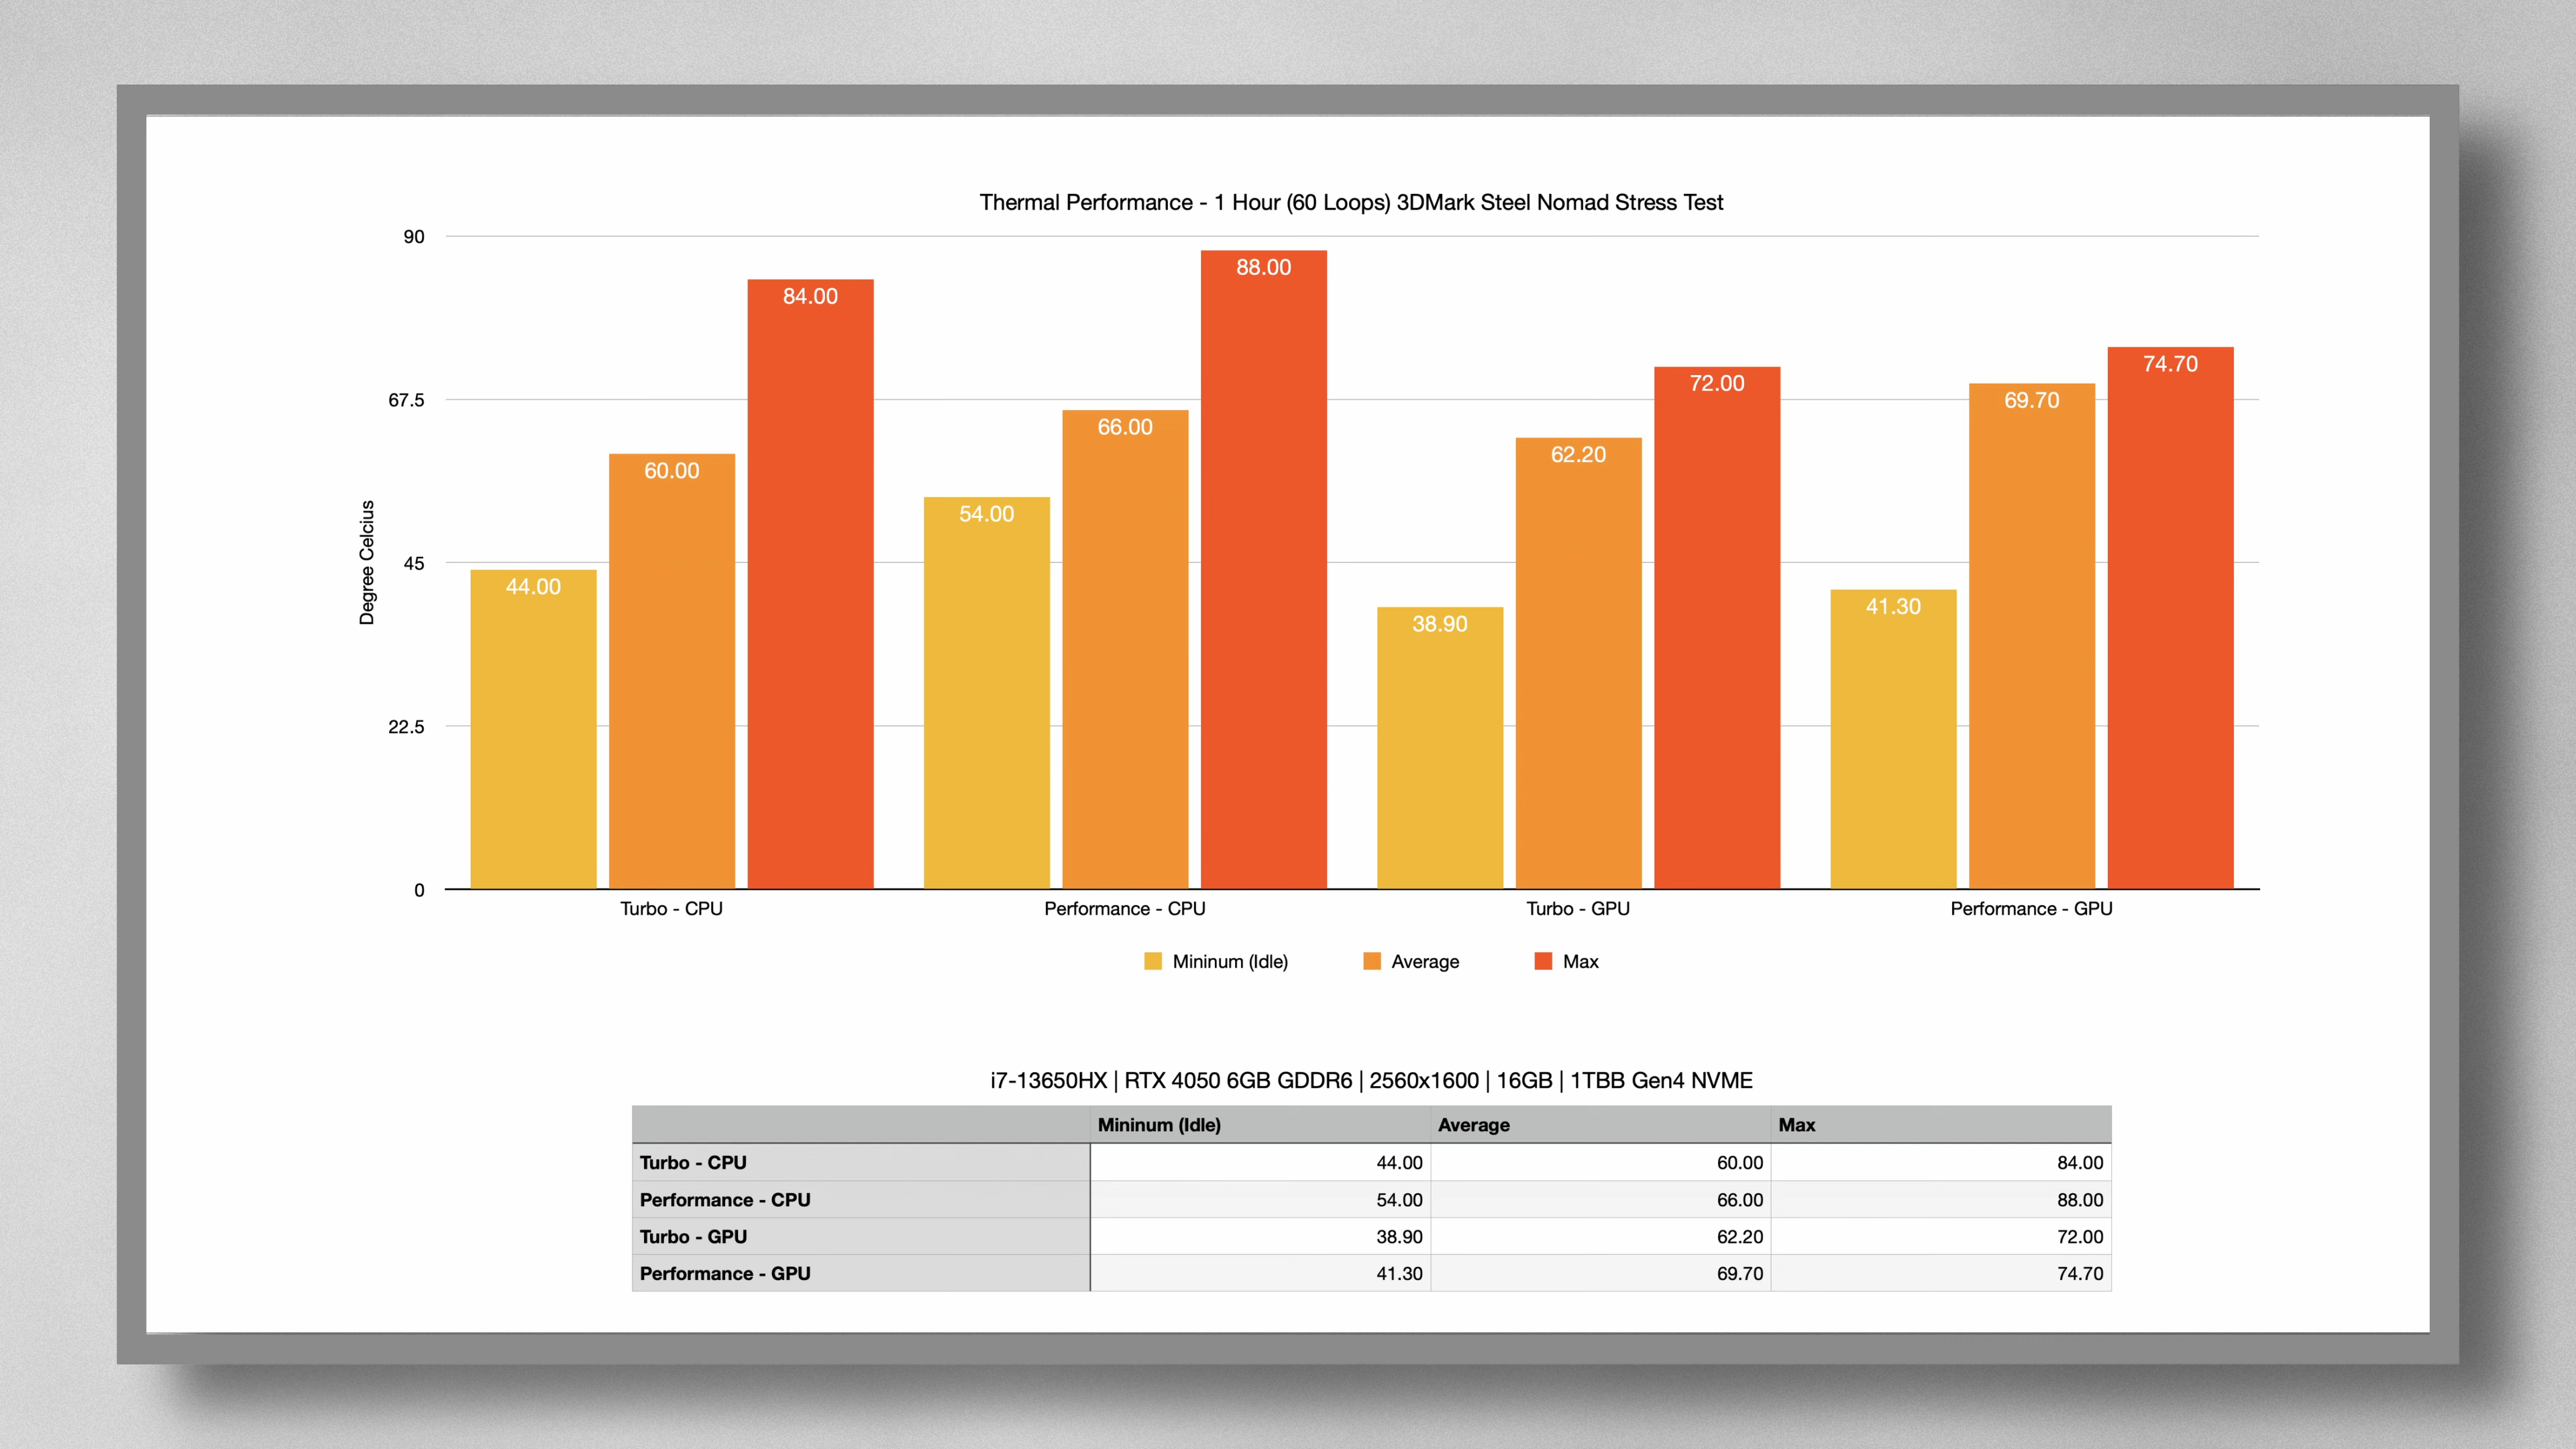 Thermal Performance - 1 Hour (60 Loops) 3DMark Steel Nomad Stress Test
90
67.5
45
22.5
0
Degree Celcius
44.00 60.00 84.00
54.00 66.00 88.00
38.90 62.20 72.00
41.30 69.70 74.70
Turbo - CPU Performance - CPU Turbo - GPU Performance - GPU
Mininum (Idle) Average Max
i7-13650HX | RTX 4050 6GB GDDR6 | 2560x1600 | 16GB | 1TBB Gen4 NVME
Mininum (Idle) Average Max
Turbo - CPU 44.00 60.00 84.00
Performance - CPU 54.00 66.00 88.00
Turbo - GPU 38.90 62.20 72.00
Performance - GPU 41.30 69.70 74.70